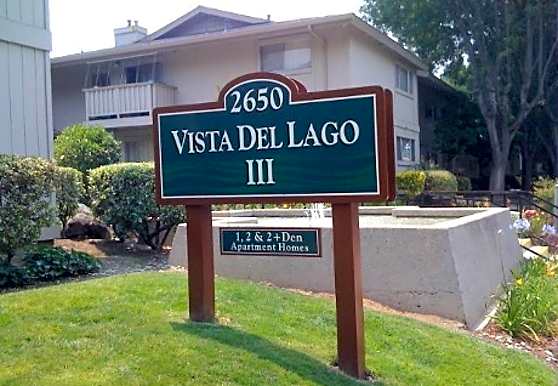 2650
VISTA DEL LAGO
III
1, 2 & 2+Den
Apartment Homes